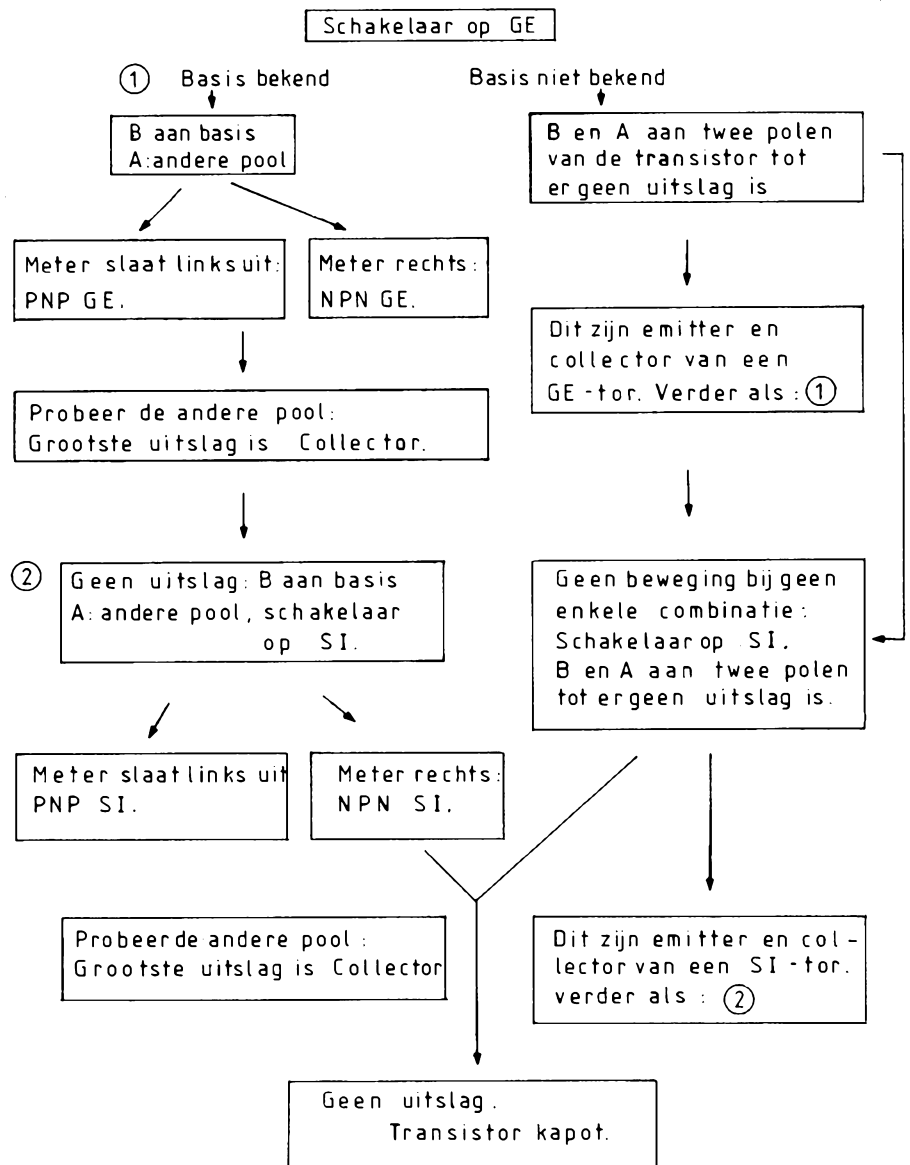 Schakelaar op GE
① Basis bekend
B aan basis
A: andere pool
Meter slaat links uit:
PNP GE.
Meter rechts:
NPN GE.
Probeer de andere pool:
Grootste uitslag is Collector.
② Geen uitslag: B aan basis
A: andere pool, schakelaar
op SI.
Meter slaat links uit
PNP SI.
Meter rechts:
NPN SI.
Probeer de andere pool:
Grootste uitslag is Collector
Basis niet bekend
B en A aan twee polen
van de transistor tot
er geen uitslag is
Dit zijn emitter en
collector van een
GE-tor. Verder als: ①
Geen beweging bij geen
enkele combinatie:
Schakelaar op SI.
B en A aan twee polen
tot er geen uitslag is.
Dit zijn emitter en col-
lector van een SI-tor.
verder als: ②
Geen uitslag.
Transistor kapot.